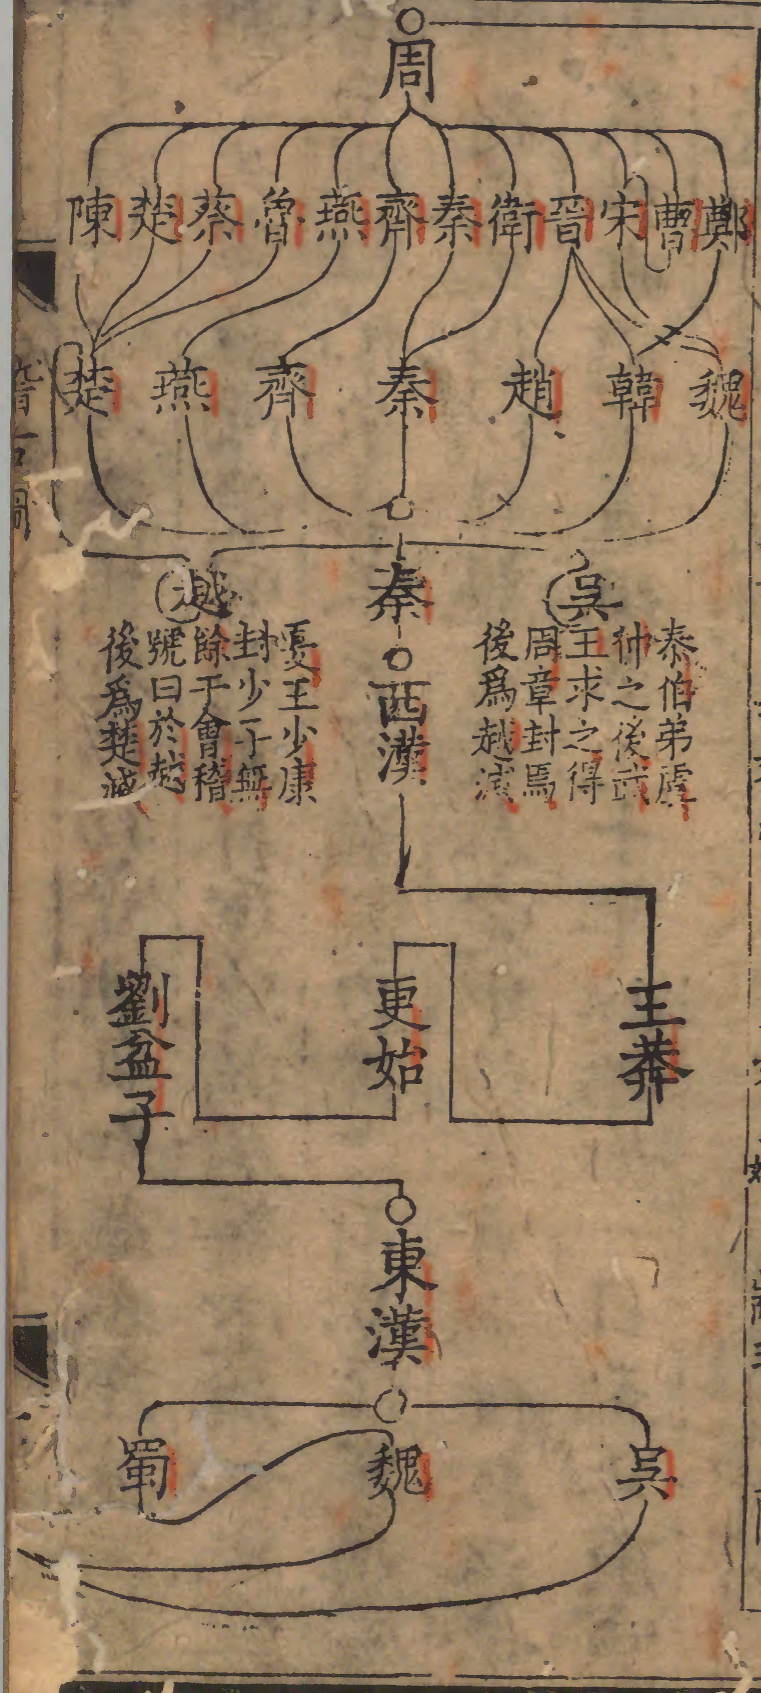 周
鄭曹宋晉衛秦齊燕魯蔡楚陳
魏韓趙秦齊燕楚
秦
吳
泰伯弟虞
仲之後武
王求之得
周章封焉
後爲越滅
越
夏王少康
封少子無
餘于會稽
號曰於越
後爲楚滅
西漢
王莽
更始
劉盆子
東漢
吳
魏
蜀
稽古圖